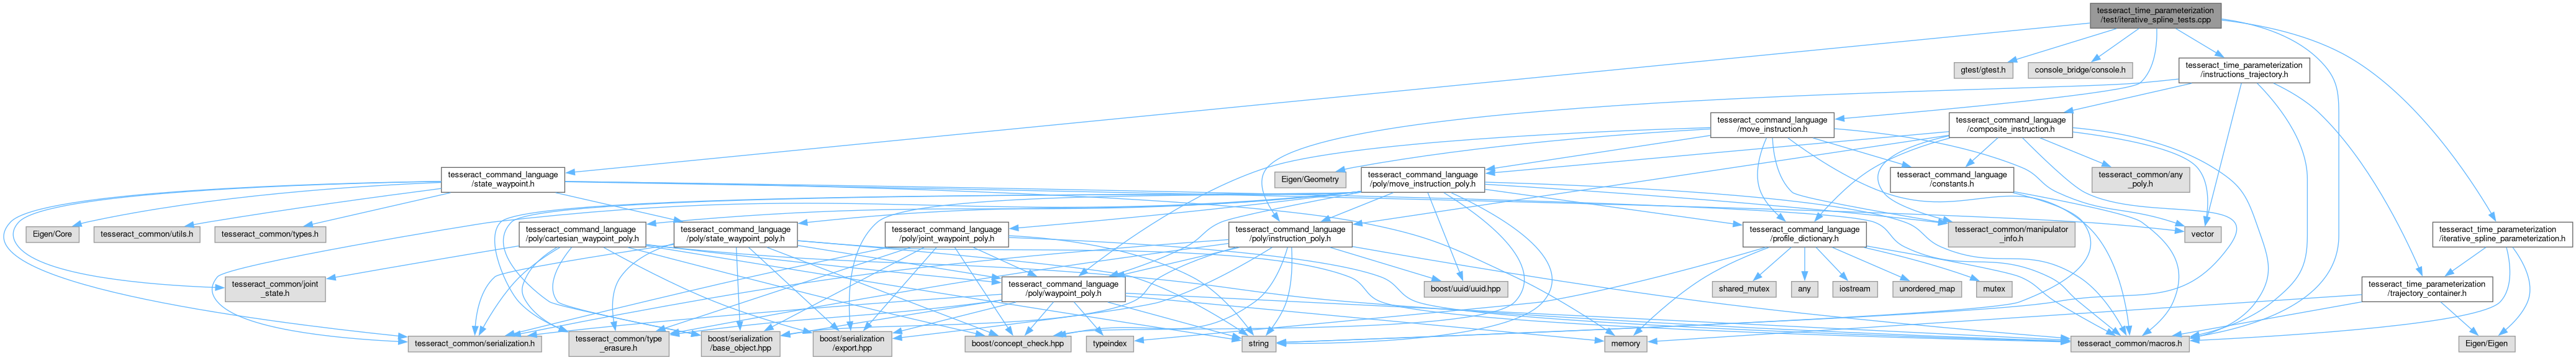 tesseract_time_parameterization
/test/iterative_spline_tests.cpp
gtest/gtest.h
console_bridge/console.h
tesseract_time_parameterization
/instructions_trajectory.h
tesseract_command_language
/move_instruction.h
tesseract_command_language
/composite_instruction.h
tesseract_command_language
/state_waypoint.h
Eigen/Geometry
tesseract_command_language
/poly/move_instruction_poly.h
tesseract_command_language
/constants.h
tesseract_common/any
_poly.h
Eigen/Core
tesseract_common/utils.h
tesseract_common/types.h
tesseract_command_language
/poly/cartesian_waypoint_poly.h
tesseract_command_language
/poly/state_waypoint_poly.h
tesseract_command_language
/poly/joint_waypoint_poly.h
tesseract_command_language
/poly/instruction_poly.h
tesseract_command_language
/profile_dictionary.h
tesseract_common/manipulator
_info.h
vector
tesseract_time_parameterization
/iterative_spline_parameterization.h
tesseract_common/joint
_state.h
tesseract_command_language
/poly/waypoint_poly.h
boost/uuid/uuid.hpp
shared_mutex
any
iostream
unordered_map
mutex
tesseract_time_parameterization
/trajectory_container.h
tesseract_common/serialization.h
tesseract_common/type
_erasure.h
boost/serialization
/base_object.hpp
boost/serialization
/export.hpp
boost/concept_check.hpp
typeindex
string
memory
tesseract_common/macros.h
Eigen/Eigen